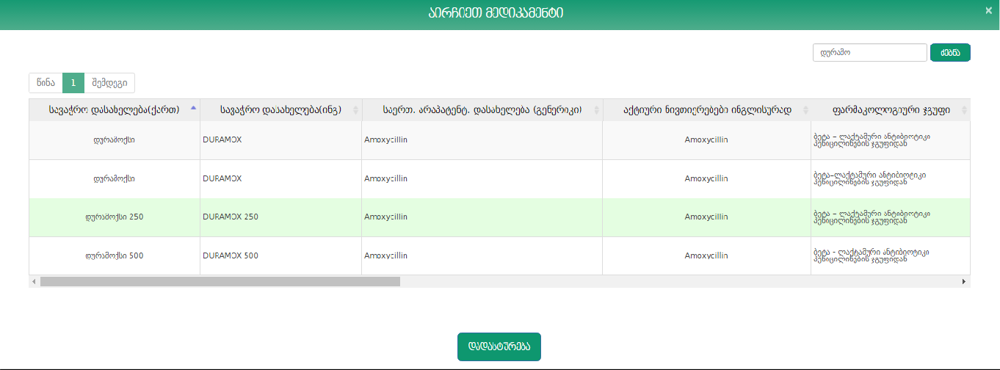 აირჩიეთ მედიკამენტი
×
დურამო
ძებნა
წინა 1 შემდეგი
სავაჭრო დასახელება(ქართ) სავაჭრო დასახელება(ინგ) საერთ. არაპატენტ. დასახელება (გენერიკი) აქტიური ნივთიერებები ინგლისურად ფარმაკოლოგიური ჯგუფი
დურამოქსი DURAMOX Amoxycillin Amoxycillin ბეტა – ლაქტამური ანტიბიოტიკი
პენიცილინების ჯგუფიდან
დურამოქსი DURAMOX Amoxycillin Amoxycillin ბეტა–ლაქტამური ანტიბიოტიკი
პენიცილინების ჯგუფიდან
დურამოქსი 250 DURAMOX 250 Amoxycillin Amoxycillin ბეტა – ლაქტამური ანტიბიოტიკი
პენიცილინების ჯგუფიდან
დურამოქსი 500 DURAMOX 500 Amoxycillin Amoxycillin ბეტა - ლაქტამური ანტიბიოტიკი
პენიცილინების ჯგუფიდან
დადასტურება